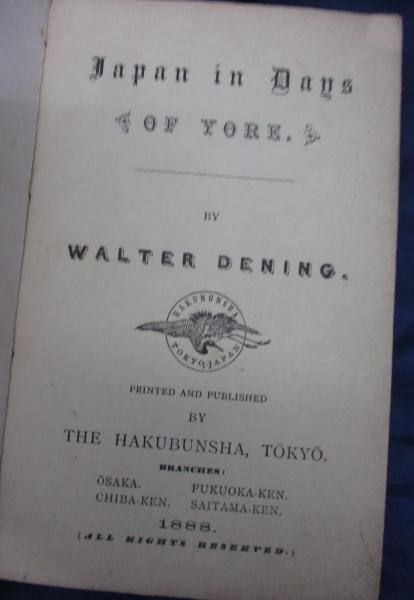 Japan in Days
OF YORE.
BY
WALTER DENING.
HAKUBUNSHA
TOKYO, JAPAN
PRINTED AND PUBLISHED
BY
THE HAKUBUNSHA, TŌKYŌ.
BRANCHES:
ŌSAKA. FUKUOKA-KEN.
CHIBA-KEN. SAITAMA-KEN.
1888.
[ALL RIGHTS RESERVED.]